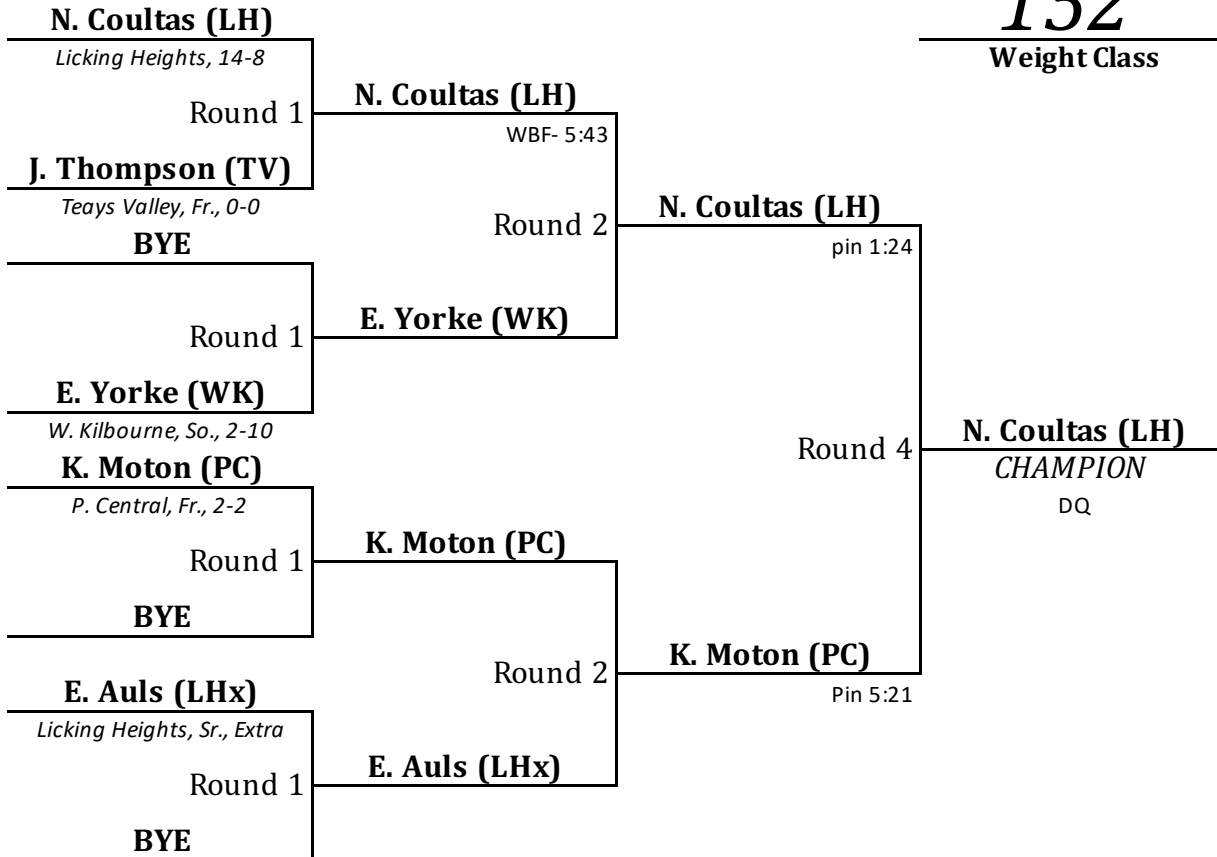 N. Coultas (LH)
152
Licking Heights, 14-8
Weight Class
Round 1
N. Coultas (LH)
WBF- 5:43
J. Thompson (TV)
Teays Valley, Fr., 0-0
BYE
Round 2
N. Coultas (LH)
pin 1:24
Round 1
E. Yorke (WK)
E. Yorke (WK)
W. Kilbourne, So., 2-10
K. Moton (PC)
P. Central, Fr., 2-2
Round 4
N. Coultas (LH)
CHAMPION
DQ
Round 1
K. Moton (PC)
BYE
Round 2
K. Moton (PC)
Pin 5:21
E. Auls (LHx)
Licking Heights, Sr., Extra
Round 1
E. Auls (LHx)
BYE